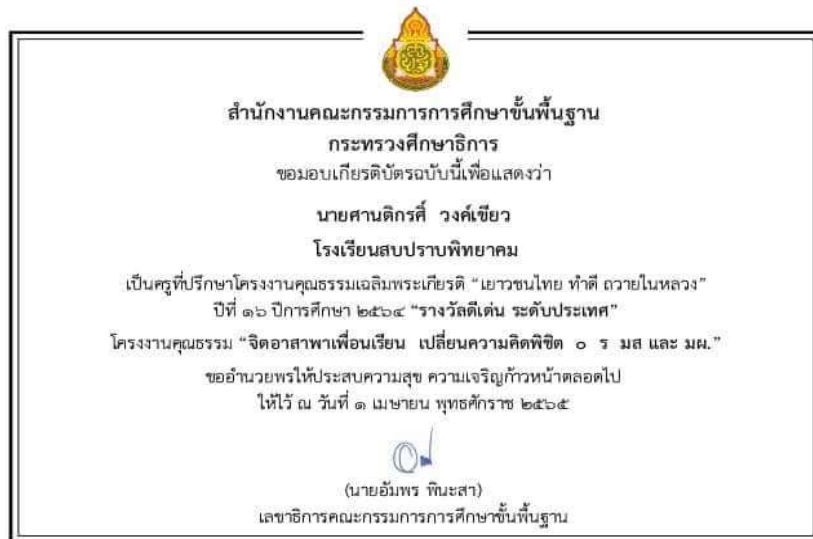 สำนักงานคณะกรรมการการศึกษาขั้นพื้นฐาน
กระทรวงศึกษาธิการ
ขอมอบเกียรติบัตรฉบับนี้เพื่อแสดงว่า
นายศานติกรศิ์ วงค์เขียว
โรงเรียนสบปราบพิทยาคม
เป็นครูที่ปรึกษาโครงงานคุณธรรมเฉลิมพระเกียรติ “เยาวชนไทย ทำดี ถวายในหลวง”
ปีที่ ๑๖ ปีการศึกษา ๒๕๖๔ “รางวัลดีเด่น ระดับประเทศ”
โครงงานคุณธรรม “จิตอาสาพาเพื่อนเรียน เปลี่ยนความคิดพิชิต ๐ ร มส และ มผ.”
ขออำนวยพรให้ประสบความสุข ความเจริญก้าวหน้าตลอดไป
ให้ไว้ ณ วันที่ ๑ เมษายน พุทธศักราช ๒๕๖๕
(นายอัมพร พินะสา)
เลขาธิการคณะกรรมการการศึกษาขั้นพื้นฐาน